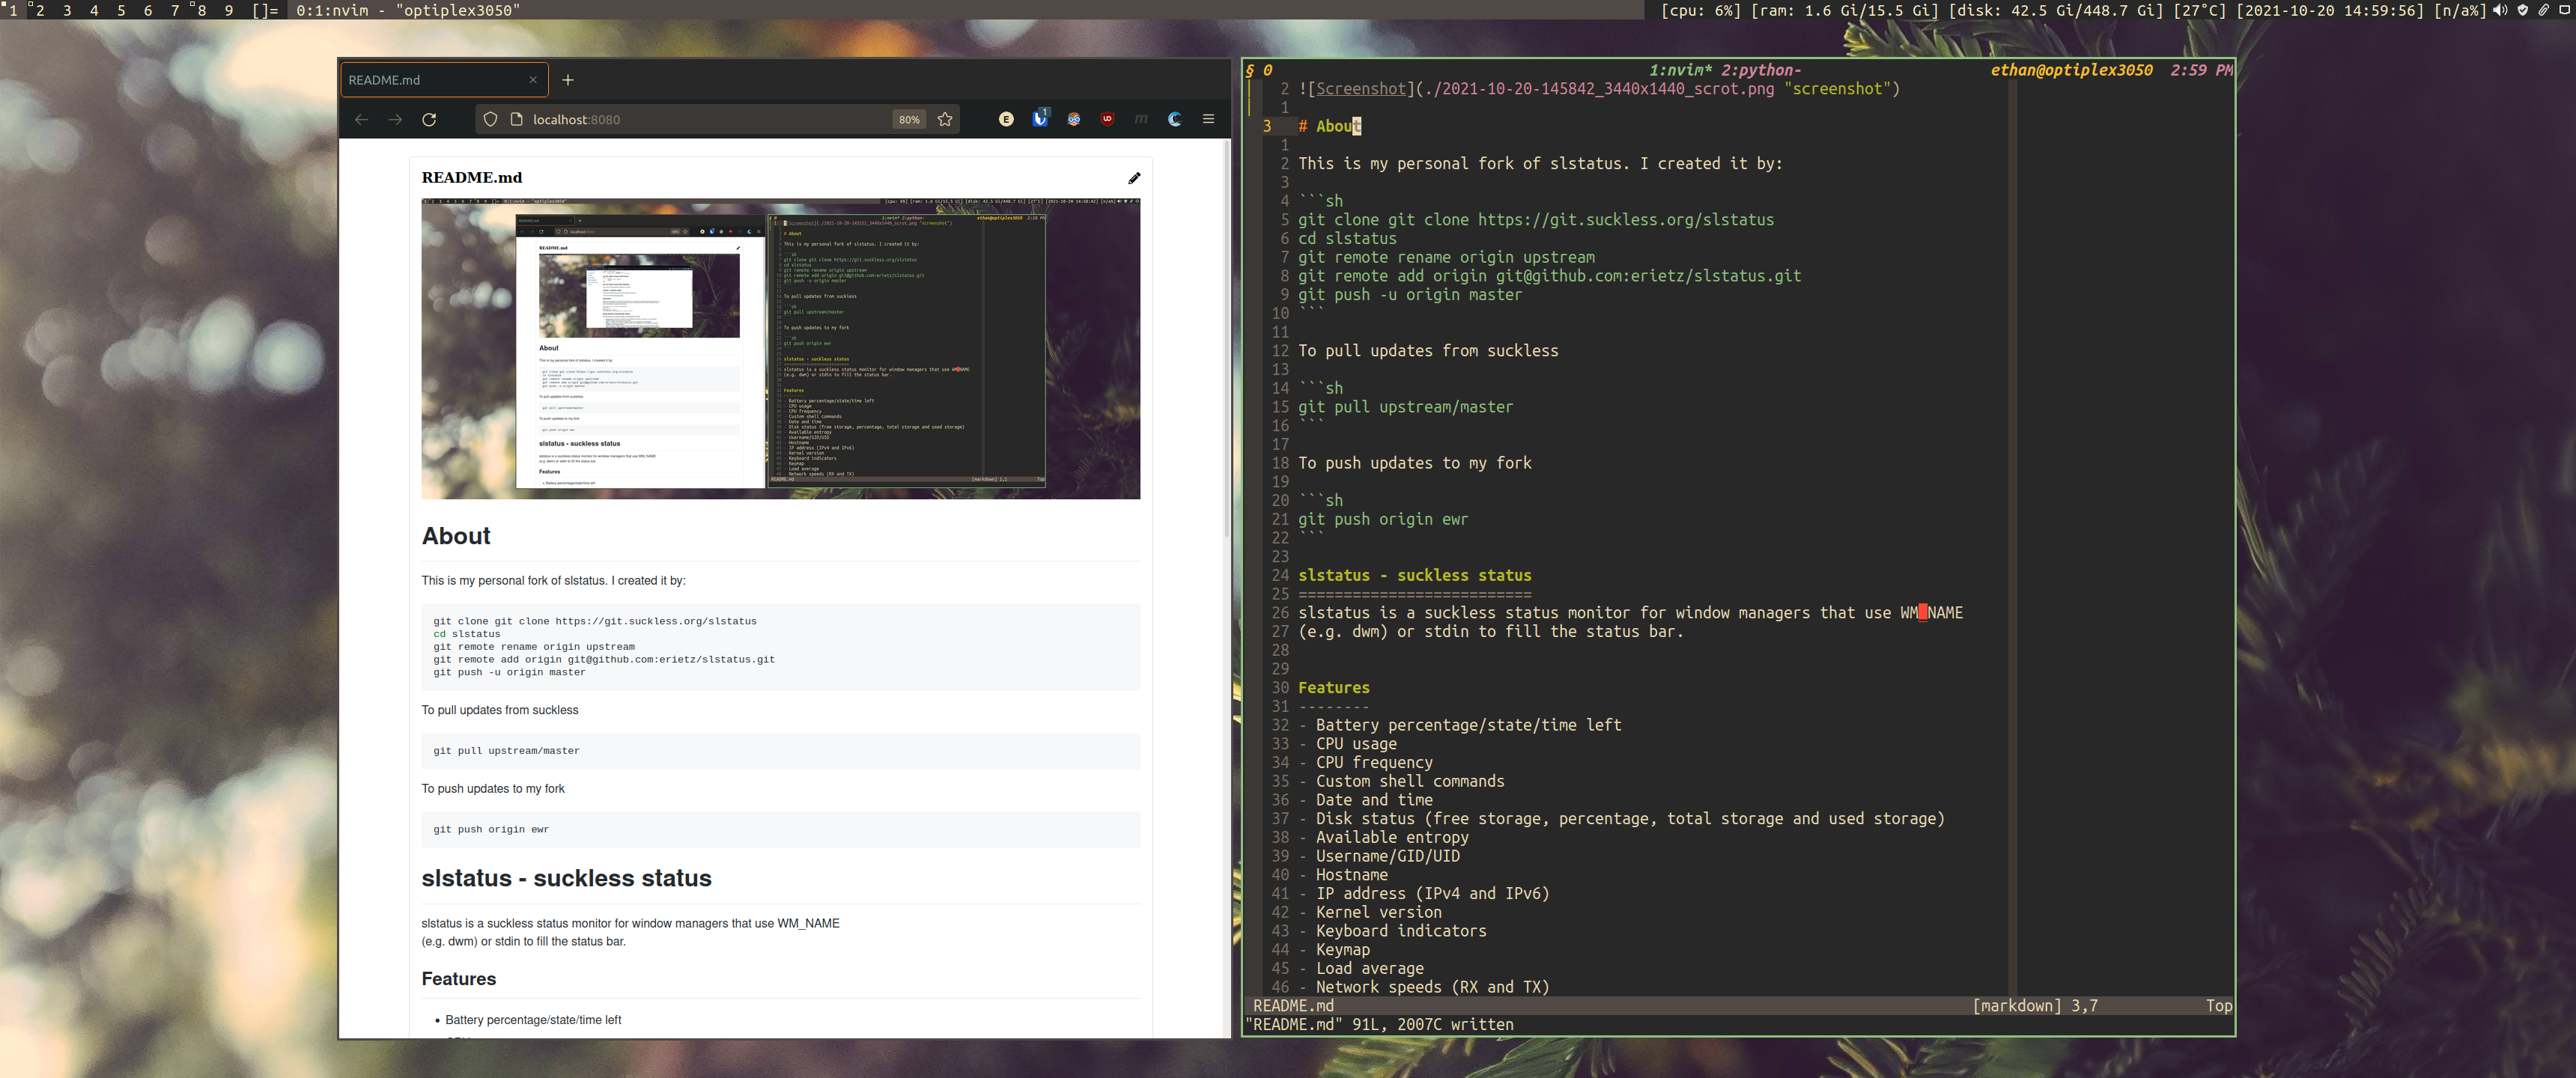 1 2 3 4 5 6 7 8 9 []= 0:1:nvim - "optiplex3050"
[cpu: 6%] [ram: 1.6 Gi/15.5 Gi] [disk: 42.5 Gi/448.7 Gi] [27°C] [2021-10-20 14:59:56] [n/a%]
README.md
localhost:8080
80%
E
1
UD
m
README.md
About
This is my personal fork of slstatus. I created it by:
git clone git clone https://git.suckless.org/slstatus
cd slstatus
git remote rename origin upstream
git remote add origin git@github.com:erietz/slstatus.git
git push -u origin master
To pull updates from suckless
git pull upstream/master
To push updates to my fork
git push origin ewr
slstatus - suckless status
slstatus is a suckless status monitor for window managers that use WM_NAME
(e.g. dwm) or stdin to fill the status bar.
Features
• Battery percentage/state/time left
§ 0 1:nvim* 2:python- ethan@optiplex3050 2:59 PM
2 ![Screenshot](./2021-10-20-145842_3440x1440_scrot.png "screenshot")
1
3 # About
1
2 This is my personal fork of slstatus. I created it by:
3
4 ```sh
5 git clone git clone https://git.suckless.org/slstatus
6 cd slstatus
7 git remote rename origin upstream
8 git remote add origin git@github.com:erietz/slstatus.git
9 git push -u origin master
10 ```
11
12 To pull updates from suckless
13
14 ```sh
15 git pull upstream/master
16 ```
17
18 To push updates to my fork
19
20 ```sh
21 git push origin ewr
22 ```
23
24 slstatus - suckless status
25 ==========================
26 slstatus is a suckless status monitor for window managers that use WM_NAME
27 (e.g. dwm) or stdin to fill the status bar.
28
29
30 Features
31 --------
32 - Battery percentage/state/time left
33 - CPU usage
34 - CPU frequency
35 - Custom shell commands
36 - Date and time
37 - Disk status (free storage, percentage, total storage and used storage)
38 - Available entropy
39 - Username/GID/UID
40 - Hostname
41 - IP address (IPv4 and IPv6)
42 - Kernel version
43 - Keyboard indicators
44 - Keymap
45 - Load average
46 - Network speeds (RX and TX)
README.md [markdown] 3,7 Top
"README.md" 91L, 2007C written